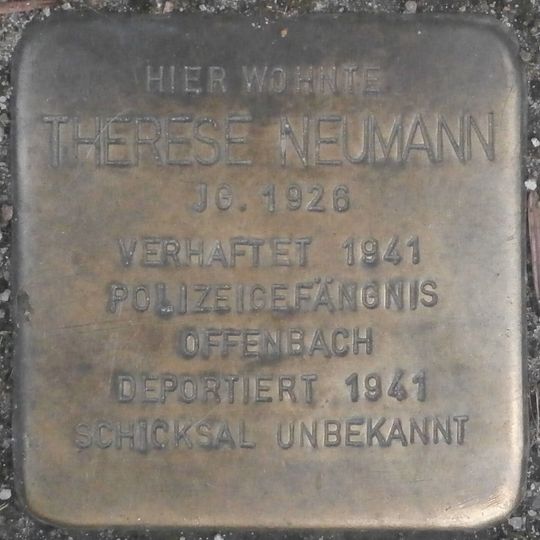 HIER WOHNTE
THERESE NEUMANN
JG. 1926
VERHAFTET 1941
POLIZEIGEFÄNGNIS
OFFENBACH
DEPORTIERT 1941
SCHICKSAL UNBEKANNT